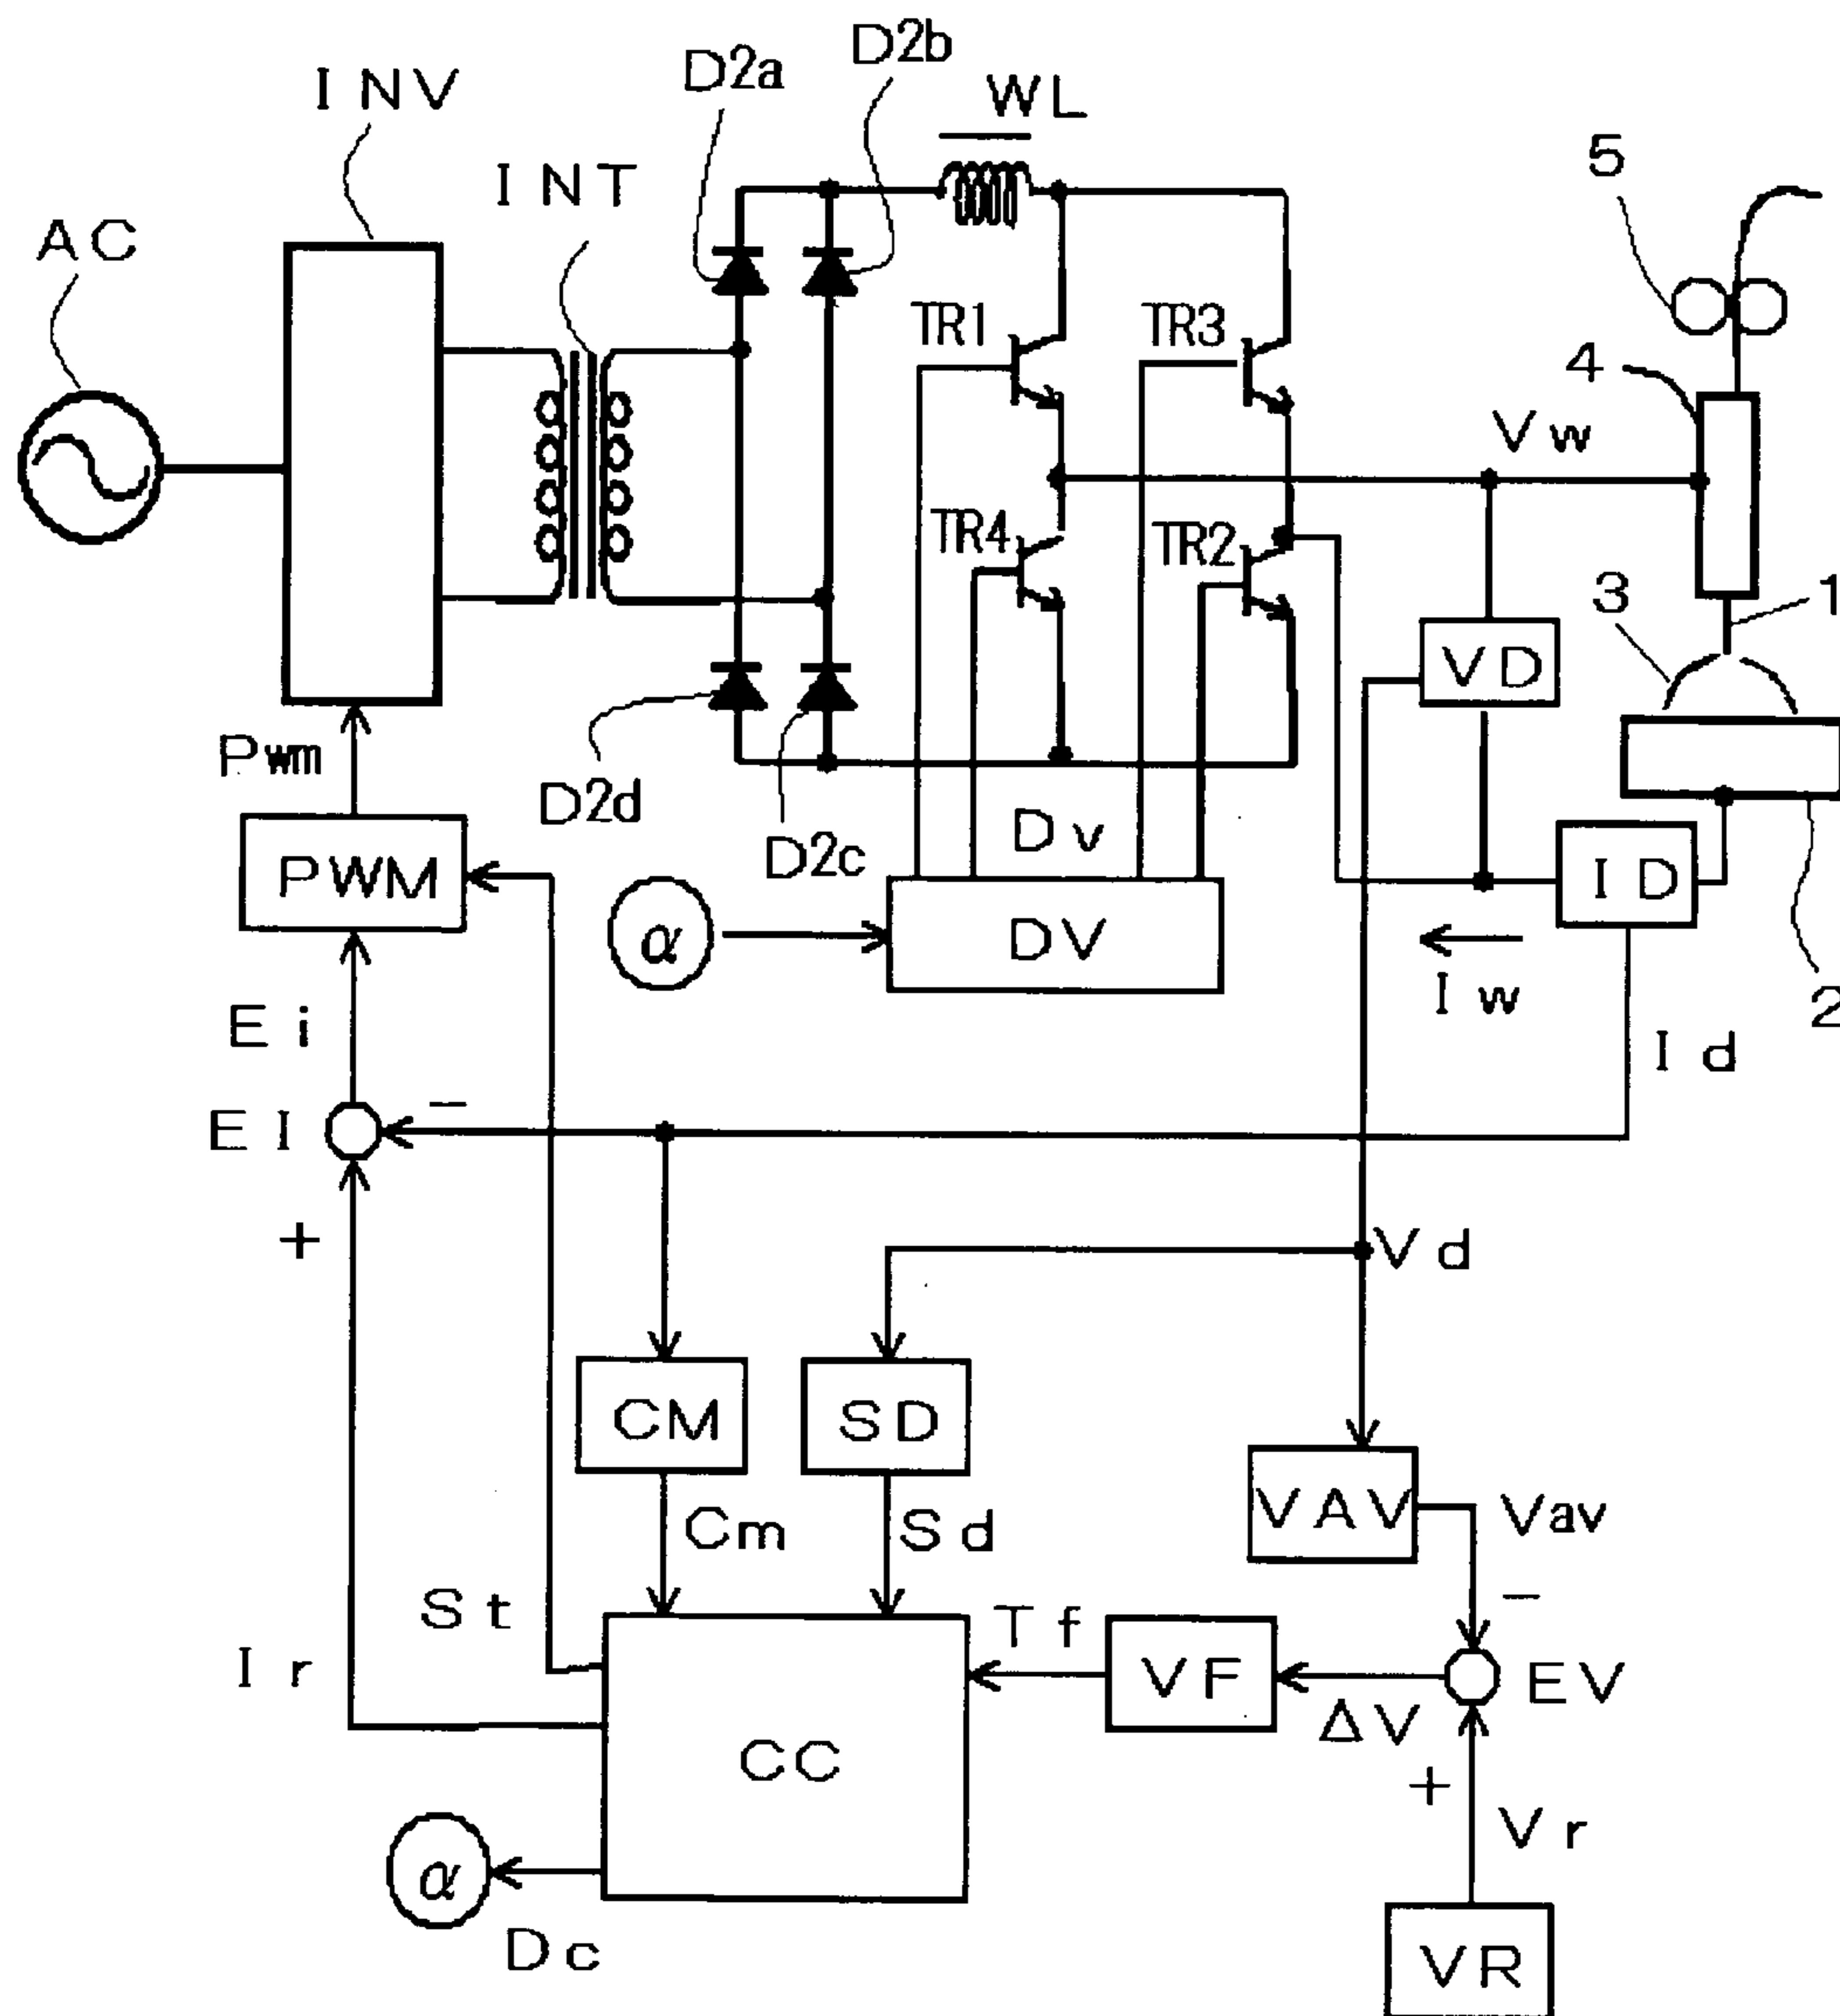 D2b
D2a
INV
WL
5
INT
AC
TR1
TR3
4
Vw
TR4
TR2
3
1
VD
Pwm
D2d
Dv
D2c
PWM
ID
α
DV
Iw
2
Ei
Id
EI
-
+
Vd
CM
SD
VAV
Vav
Cm
Sd
-
St
Tf
Ir
VF
EV
ΔV
CC
+
Vr
α
Dc
VR